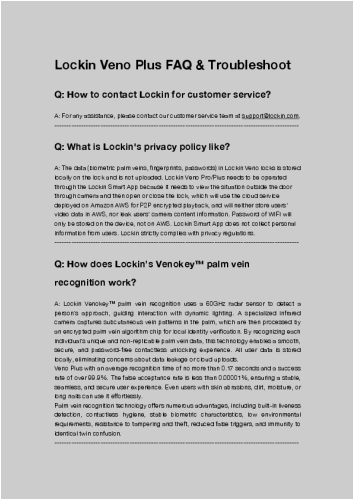 Lockin Veno Plus FAQ & Troubleshoot
Q: How to contact Lockin for customer service?
A: For any assistance, please contact our customer service team at support@lockin.com.
Q: What is Lockin's privacy policy like?
A: The data (biometric palm veins, fingerprints, passwords) in Lockin Veno locks is stored
locally on the lock and is not uploaded. Lockin Veno Pro/Plus needs to be operated
through the Lockin Smart App because it needs to view the situation outside the door
through camera and then open or close the lock, which will use the cloud service
deployed on Amazon AWS for P2P encrypted playback, and will neither store users'
video data in AWS, nor leak users' camera content information. Password of WIFI will
only be stored on the device, not on AWS. Lockin Smart App does not collect personal
information from users. Lockin strictly complies with privacy regulations.
Q: How does Lockin's Venokey™ palm vein
recognition work?
A: Lockin Venokey™ palm vein recognition uses a 60GHz radar sensor to detect a
person's approach, guiding interaction with dynamic lighting. A specialized infrared
camera captures subcutaneous vein patterns in the palm, which are then processed by
an encrypted palm vein algorithm chip for local identity verification. By recognizing each
individual's unique and non-replicable palm vein data, this technology enables a smooth,
secure, and password-free contactless unlocking experience. All user data is stored
locally, eliminating concerns about data leakage or cloud uploads.
Veno Plus with an average recognition time of no more than 0.17 seconds and a success
rate of over 99.9%. The false acceptance rate is less than 0.00001%, ensuring a stable,
seamless, and secure user experience. Even users with skin abrasions, dirt, moisture, or
long nails can use it effortlessly.
Palm vein recognition technology offers numerous advantages, including built-in liveness
detection, contactless hygiene, stable biometric characteristics, low environmental
requirements, resistance to tampering and theft, reduced false triggers, and immunity to
identical twin confusion.